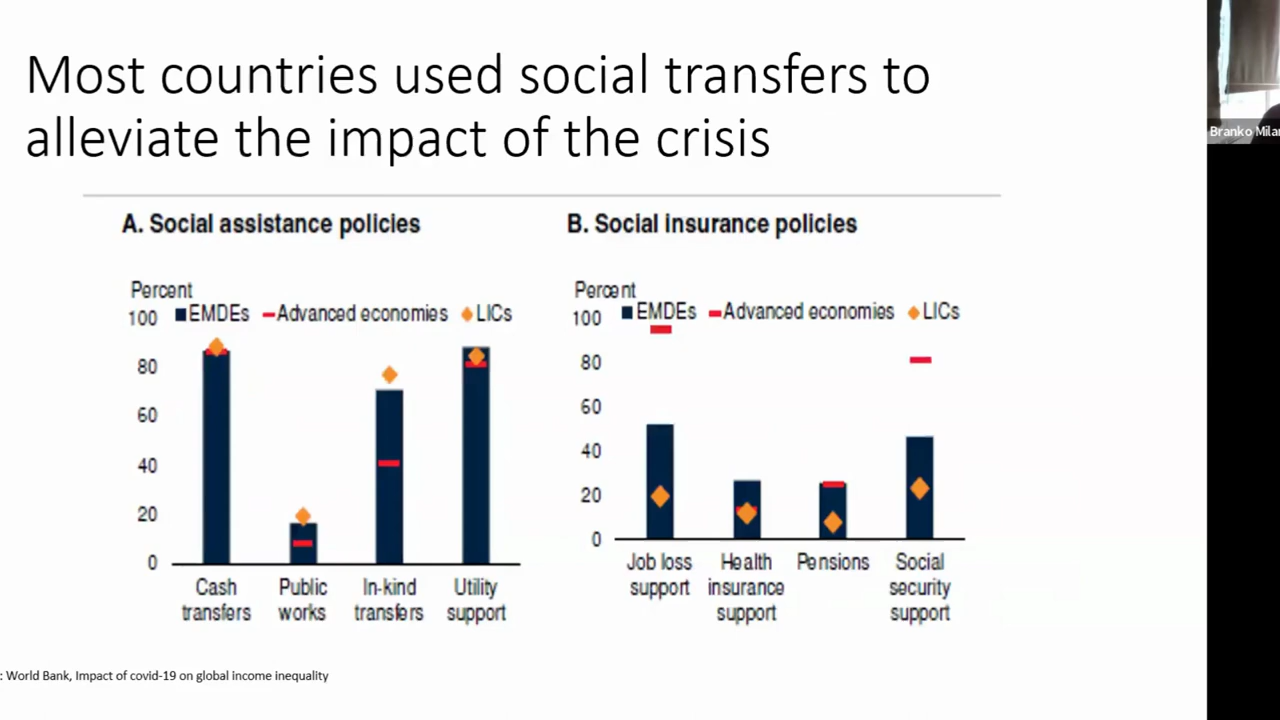 Most countries used social transfers to
alleviate the impact of the crisis
A. Social assistance policies
Percent
EMDEs Advanced economies LICs
100
80
60
40
20
0
Cash transfers
Public works
In-kind transfers
Utility support
B. Social insurance policies
Percent
EMDEs Advanced economies LICs
100
80
60
40
20
0
Job loss support
Health insurance support
Pensions
Social security support
: World Bank, Impact of covid-19 on global income inequality
Branko Milan